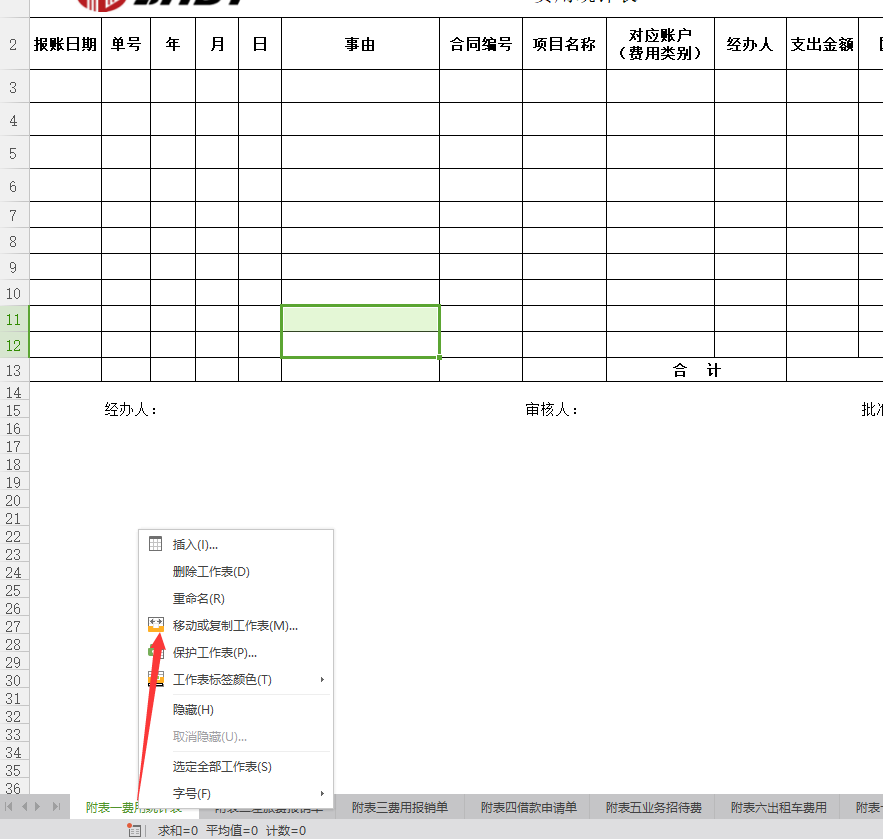 2 报账日期 单号 年 月 日 事由 合同编号 项目名称 对应账户 经办人 支出金额
（费用类别）
3
4
5
6
7
8
9
10
11
12
13 合 计
14
15 经办人： 审核人：
16
17
18
19
20
21
22
23
24
25
26
27
28
29
30
31
32
33
34
35
36
插入(I)...
删除工作表(D)
重命名(R)
移动或复制工作表(M)...
保护工作表(P)...
工作表标签颜色(T)
隐藏(H)
取消隐藏(U)...
选定全部工作表(S)
字号(F)
附表一费用统计表 附表二差旅费报销单 附表三费用报销单 附表四借款申请单 附表五业务招待费 附表六出租车费用
求和=0 平均值=0 计数=0